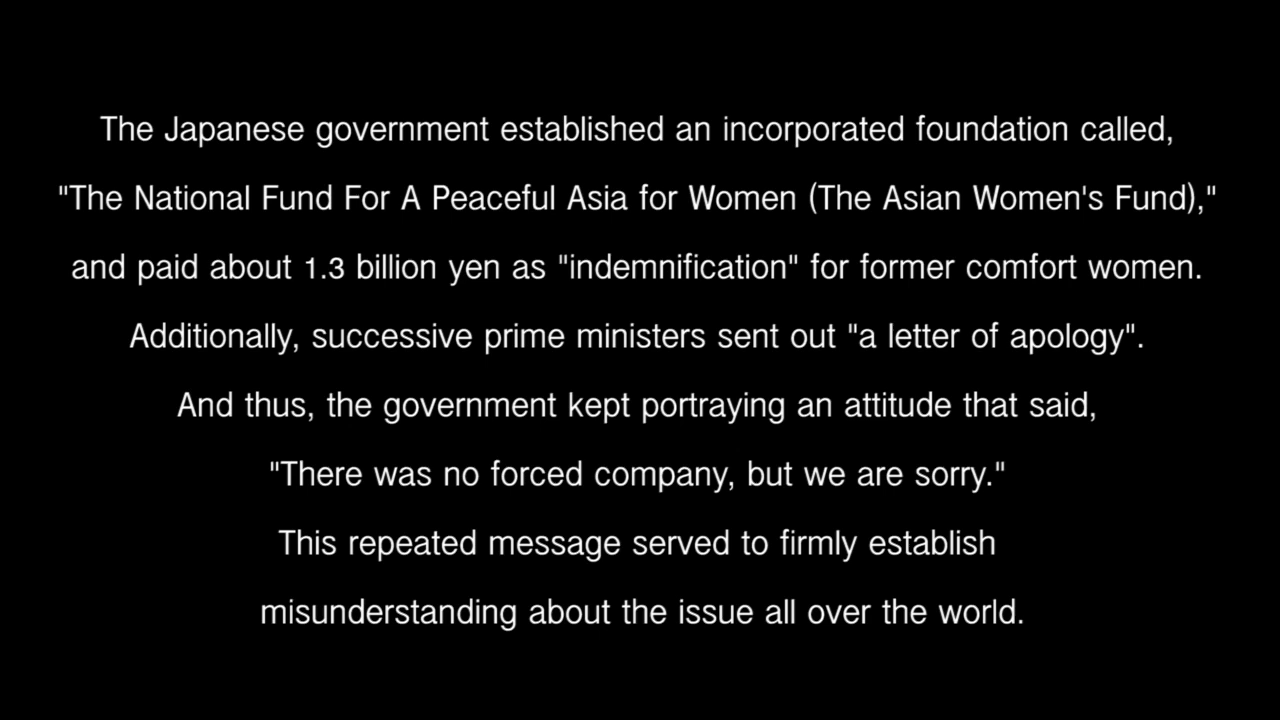 The Japanese government established an incorporated foundation called,
"The National Fund For A Peaceful Asia for Women (The Asian Women's Fund),"
and paid about 1.3 billion yen as "indemnification" for former comfort women.
Additionally, successive prime ministers sent out "a letter of apology".
And thus, the government kept portraying an attitude that said,
"There was no forced company, but we are sorry."
This repeated message served to firmly establish
misunderstanding about the issue all over the world.